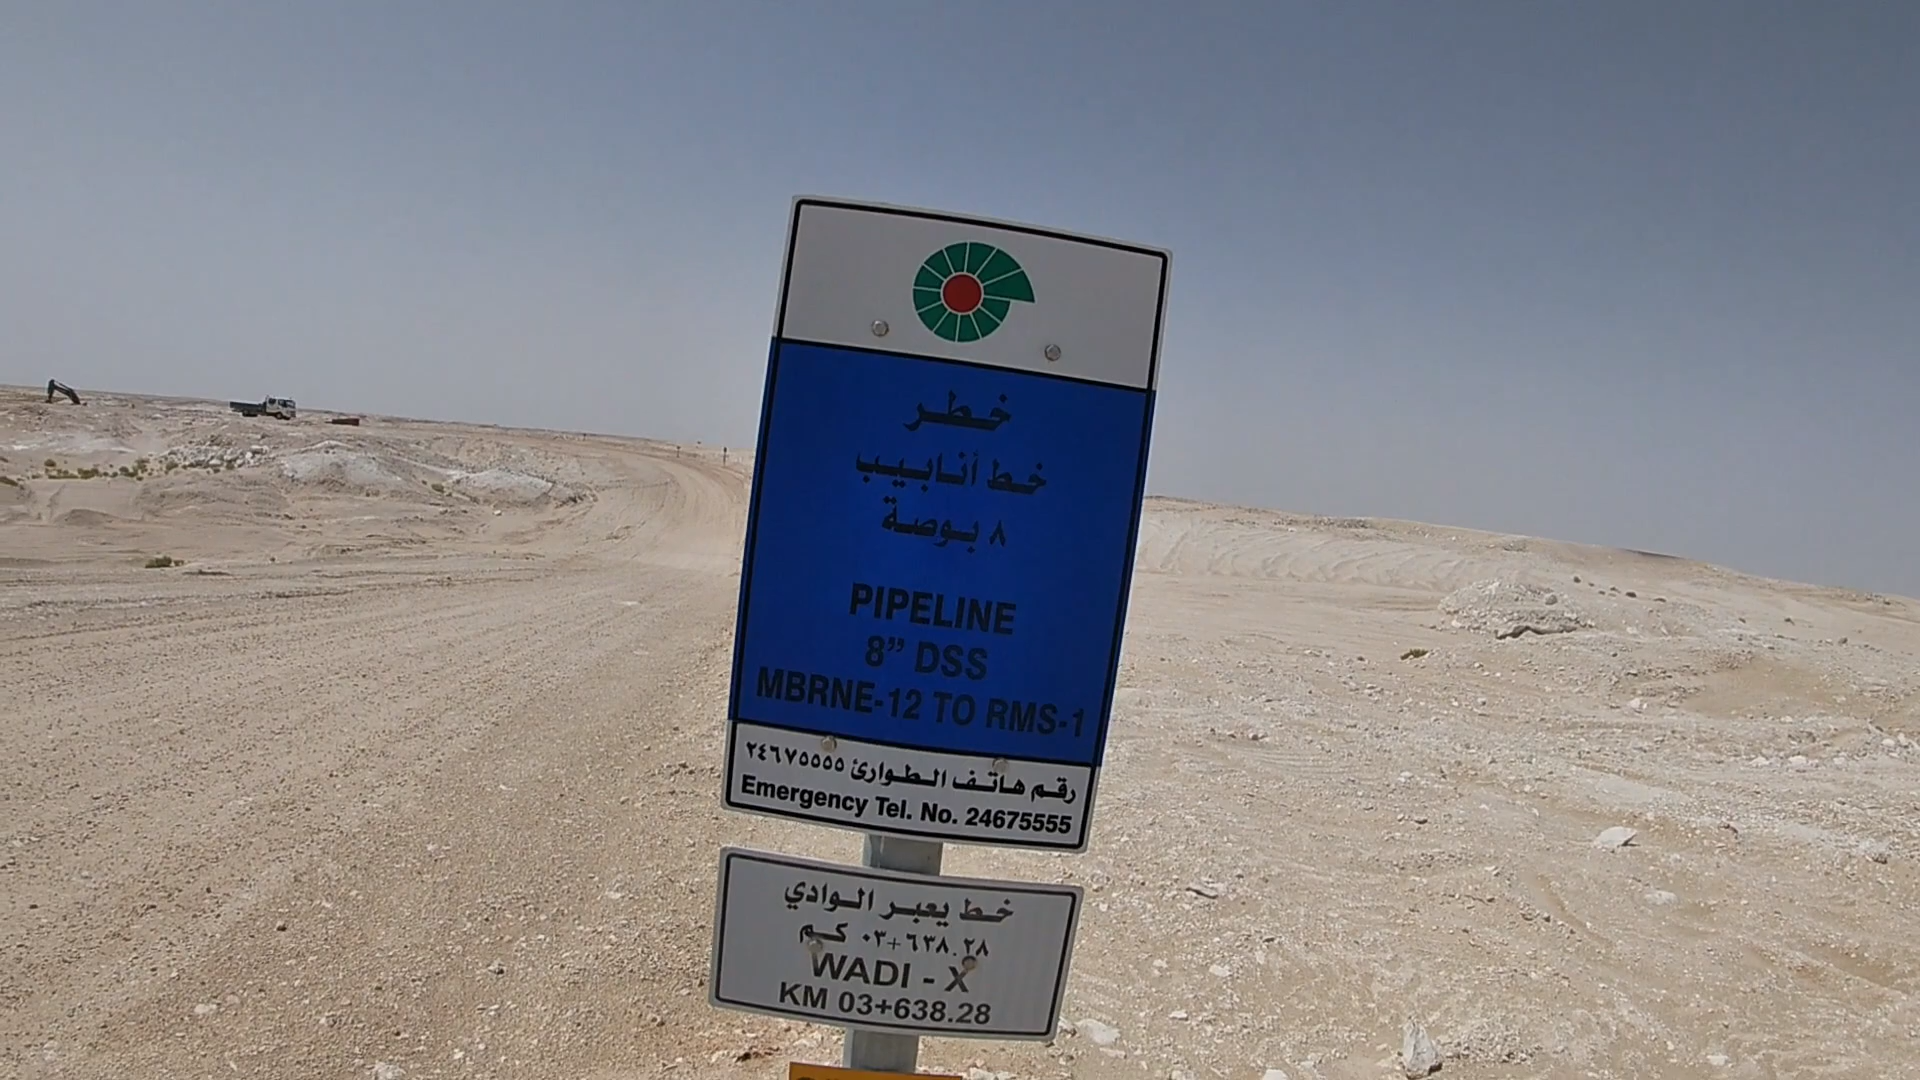 خطر
خط أنابيب
٨ بوصة
PIPELINE
8” DSS
MBRNE-12 TO RMS-1
رقم هاتف الطوارئ ٢٤٦٧٥٥٥٥
Emergency Tel. No. 24675555
خط يعبر الوادي
٠٣+٦٣٨.٢٨ كم
WADI - X
KM 03+638.28